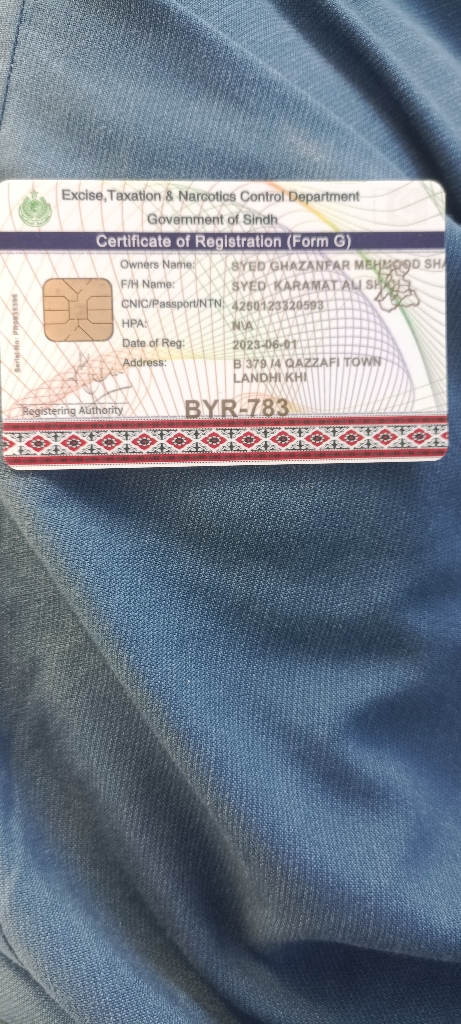 Excise,Taxation & Narcotics Control Department
Government of Sindh
Certificate of Registration (Form G)
Owners Name: SYED GHAZANFAR MEHMOOD SHA
F/H Name: SYED KARAMAT ALI SHAH
CNIC/Passport/NTN: 4260123320593
HPA: N\A
Date of Reg: 2023-06-01
Address: B 379 /4 QAZZAFI TOWN
LANDHI KHI
Registering Authority
BYR-783